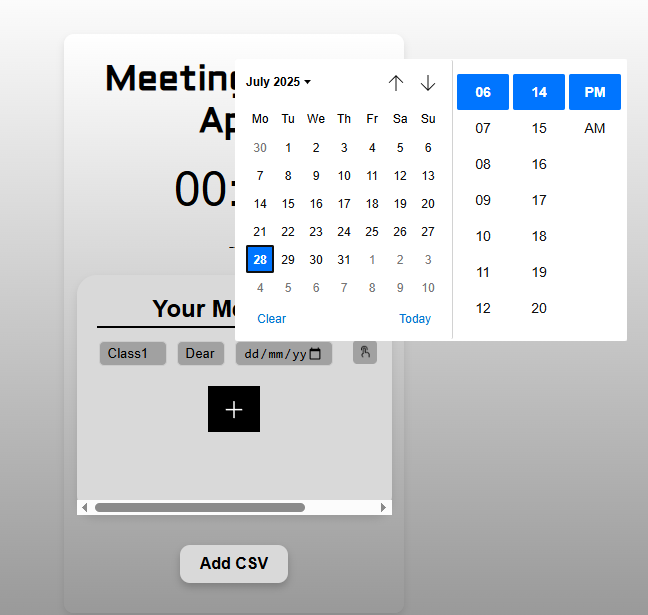 Meeting
Ap
00:
July 2025
Mo Tu We Th Fr Sa Su
30 1 2 3 4 5 6
7 8 9 10 11 12 13
14 15 16 17 18 19 20
21 22 23 24 25 26 27
28 29 30 31 1 2 3
4 5 6 7 8 9 10
Clear Today
06 14 PM
07 15 AM
08 16
09 17
10 18
11 19
12 20
Your M
Class1 Dear dd/mm/yy
Add CSV